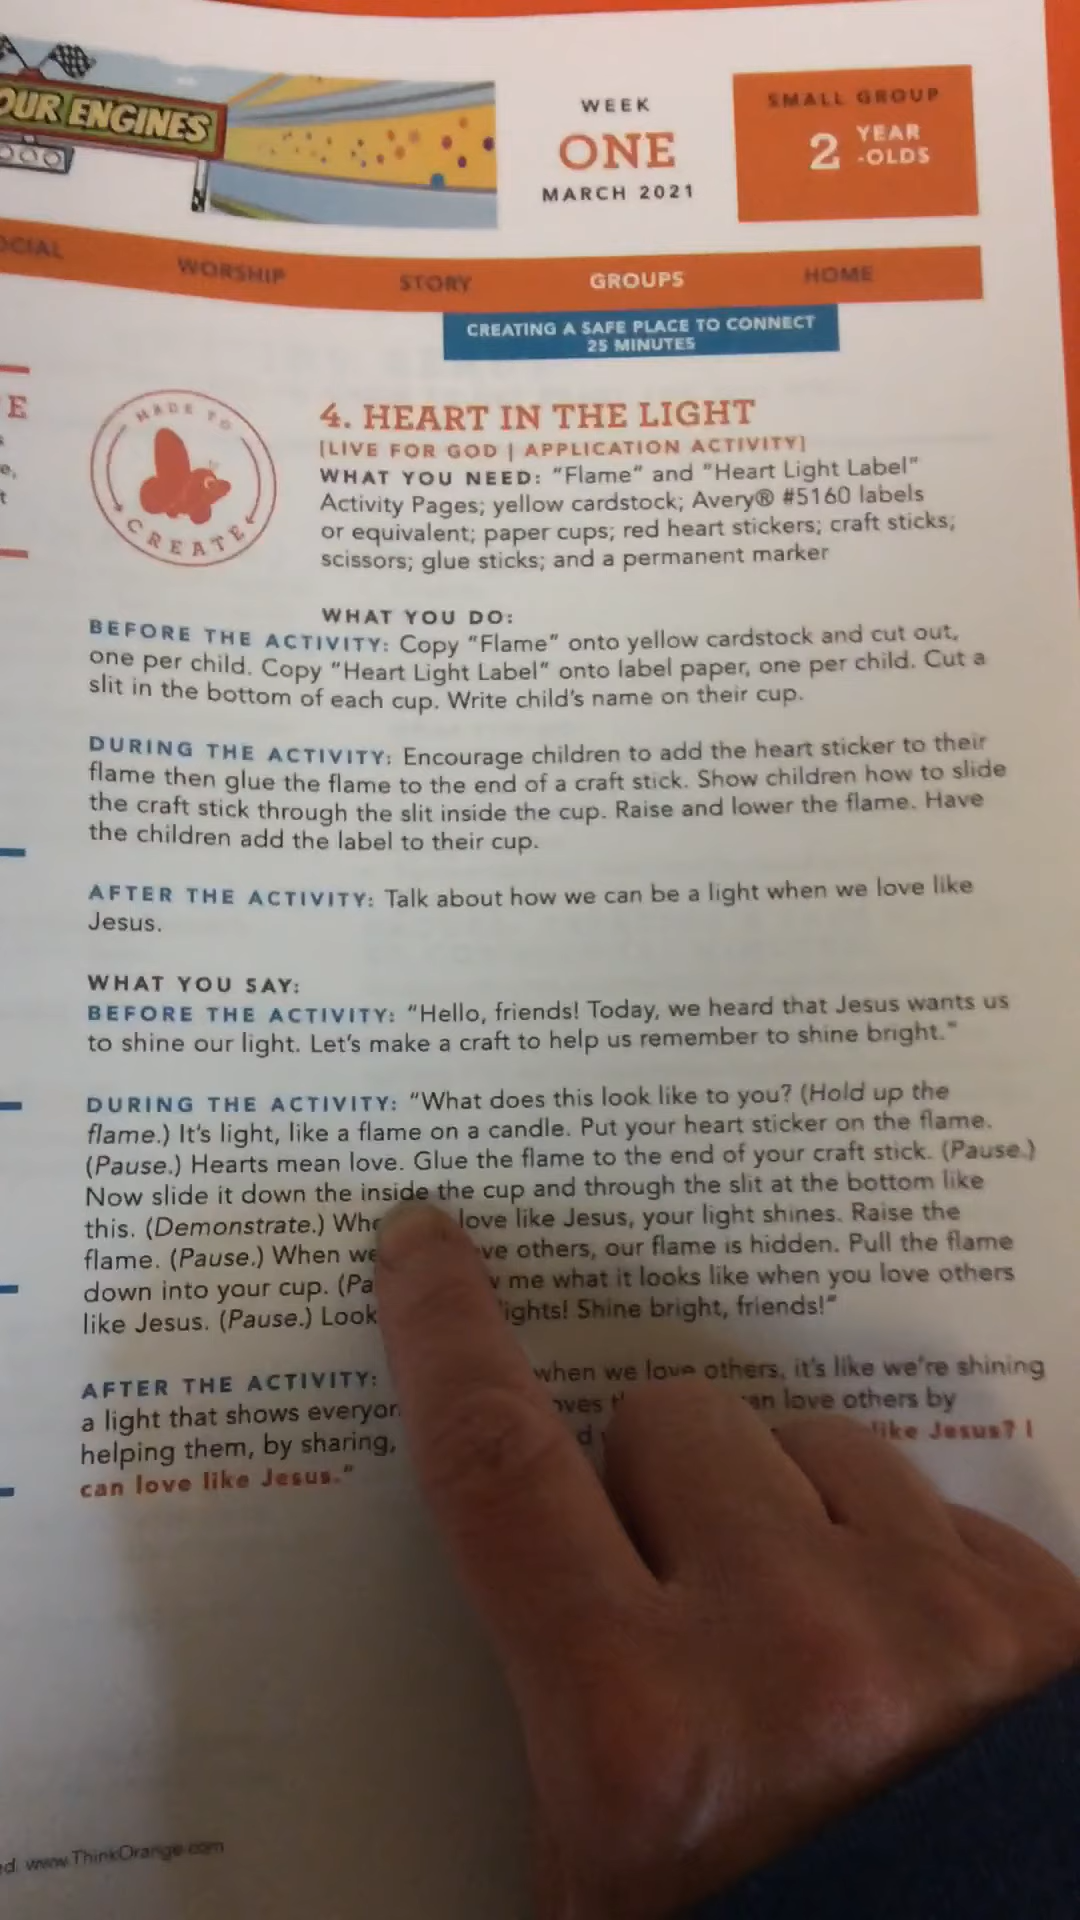 OUR ENGINES
WEEK
ONE
MARCH 2021
SMALL GROUP
2 YEAR
-OLDS
WORSHIP STORY GROUPS HOME
CREATING A SAFE PLACE TO CONNECT
25 MINUTES
MADE TO
CREATE
4. HEART IN THE LIGHT
[LIVE FOR GOD | APPLICATION ACTIVITY]
WHAT YOU NEED: "Flame" and "Heart Light Label"
Activity Pages; yellow cardstock; Avery® #5160 labels
or equivalent; paper cups; red heart stickers; craft sticks;
scissors; glue sticks; and a permanent marker
WHAT YOU DO:
BEFORE THE ACTIVITY: Copy "Flame" onto yellow cardstock and cut out,
one per child. Copy "Heart Light Label" onto label paper, one per child. Cut a
slit in the bottom of each cup. Write child's name on their cup.
DURING THE ACTIVITY: Encourage children to add the heart sticker to their
flame then glue the flame to the end of a craft stick. Show children how to slide
the craft stick through the slit inside the cup. Raise and lower the flame. Have
the children add the label to their cup.
AFTER THE ACTIVITY: Talk about how we can be a light when we love like
Jesus.
WHAT YOU SAY:
BEFORE THE ACTIVITY: "Hello, friends! Today, we heard that Jesus wants us
to shine our light. Let's make a craft to help us remember to shine bright."
DURING THE ACTIVITY: "What does this look like to you? (Hold up the
flame.) It's light, like a flame on a candle. Put your heart sticker on the flame.
(Pause.) Hearts mean love. Glue the flame to the end of your craft stick. (Pause.)
Now slide it down the inside the cup and through the slit at the bottom like
this. (Demonstrate.) love like Jesus, your light shines. Raise the
flame. (Pause.) When we others, our flame is hidden. Pull the flame
down into your cup. me what it looks like when you love others
like Jesus. (Pause.) Look lights! Shine bright, friends!"
AFTER THE ACTIVITY: when we love others, it's like we're shining
a light that shows love others by
helping them, by sharing, like Jesus? I
can love like Jesus."
www.ThinkOrange.com